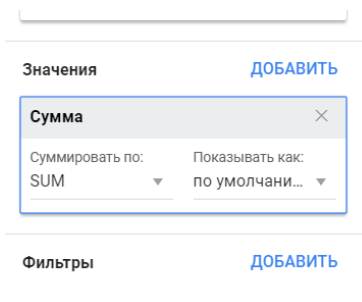 Значения ДОБАВИТЬ
Сумма
Суммировать по: Показывать как:
SUM по умолчани...
Фильтры ДОБАВИТЬ